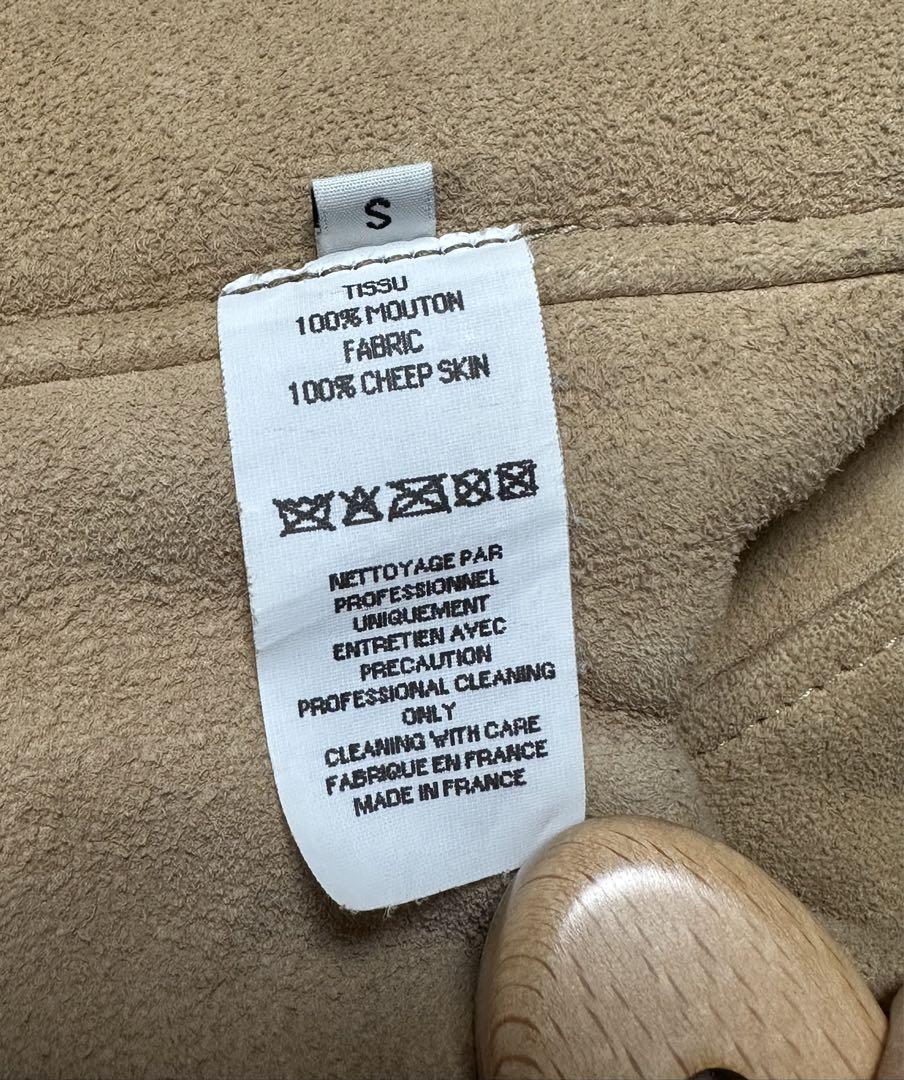 S
TISSU
100% MOUTON
FABRIC
100% CHEEP SKIN
NETTOYAGE PAR
PROFESSIONNEL
UNIQUEMENT
ENTRETIEN AVEC
PRECAUTION
PROFESSIONAL CLEANING
ONLY
CLEANING WITH CARE
FABRIQUE EN FRANCE
MADE IN FRANCE